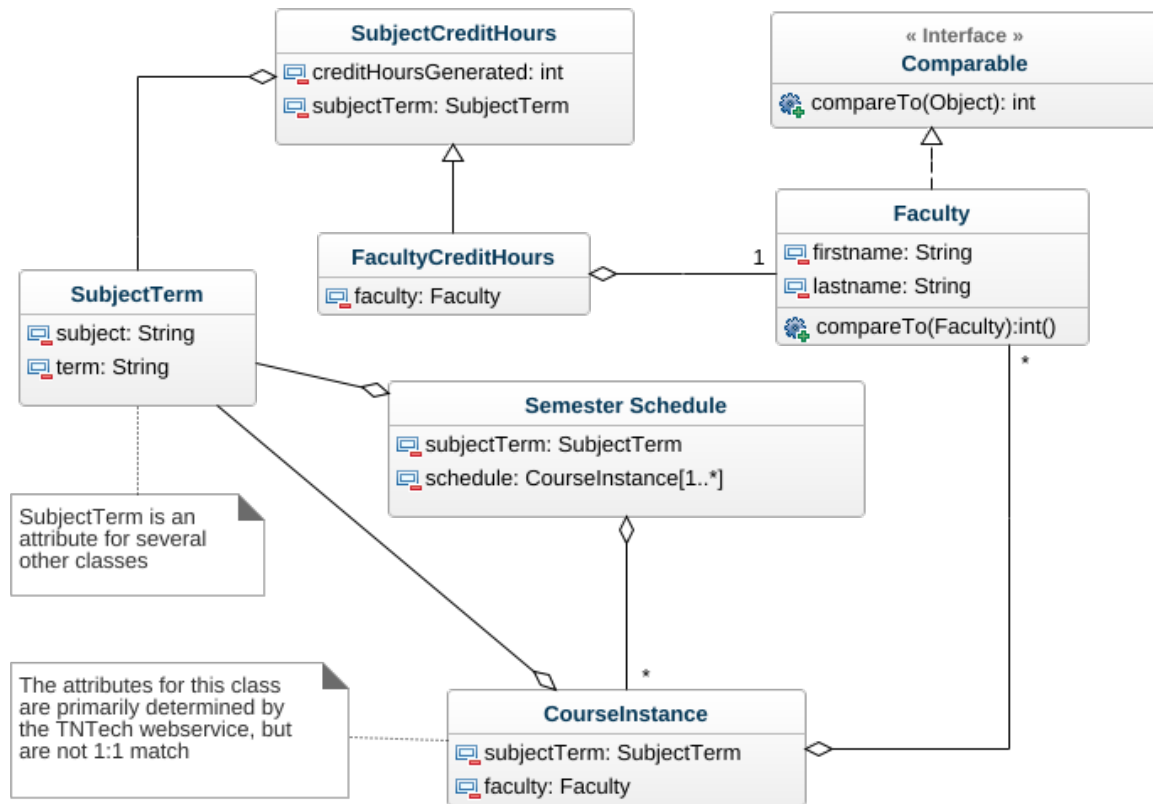 SubjectCreditHours
creditHoursGenerated: int
subjectTerm: SubjectTerm
« Interface »
Comparable
compareTo(Object): int
Faculty
firstname: String
lastname: String
compareTo(Faculty):int()
FacultyCreditHours
faculty: Faculty
1
SubjectTerm
subject: String
term: String
*
Semester Schedule
subjectTerm: SubjectTerm
schedule: CourseInstance[1..*]
SubjectTerm is an
attribute for several
other classes
*
The attributes for this class
are primarily determined by
the TNTech webservice, but
are not 1:1 match
CourseInstance
subjectTerm: SubjectTerm
faculty: Faculty